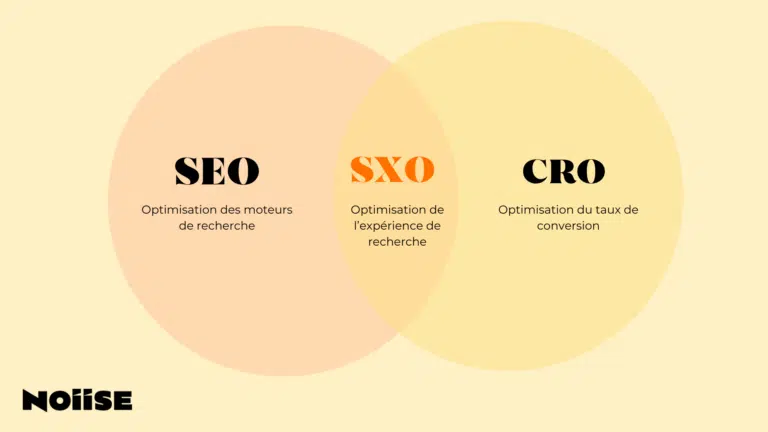 SEO
Optimisation des moteurs
de recherche
SXO
Optimisation de
l’expérience de
recherche
CRO
Optimisation du taux de
conversion
NOIISE